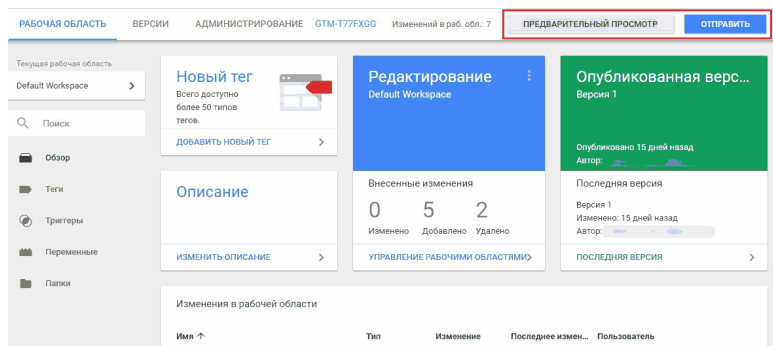 РАБОЧАЯ ОБЛАСТЬ ВЕРСИИ АДМИНИСТРИРОВАНИЕ GTM-T77FXGG Изменений в раб. обл.: 7 ПРЕДВАРИТЕЛЬНЫЙ ПРОСМОТР ОТПРАВИТЬ
Текущая рабочая область
Default Workspace
Поиск
Обзор
Теги
Триггеры
Переменные
Папки
Новый тег
Всего доступно
более 50 типов
тегов.
ДОБАВИТЬ НОВЫЙ ТЕГ
Описание
ИЗМЕНИТЬ ОПИСАНИЕ
Редактирование
Default Workspace
Внесенные изменения
0 5 2
Изменено Добавлено Удалено
УПРАВЛЕНИЕ РАБОЧИМИ ОБЛАСТЯМИ
Опубликованная верс...
Версия 1
Опубликовано 15 дней назад
Автор:
Последняя версия
Версия 1
Изменено: 15 дней назад
Автор:
ПОСЛЕДНЯЯ ВЕРСИЯ
Изменения в рабочей области
Имя ↑ Тип Изменение Последнее измен... Пользователь